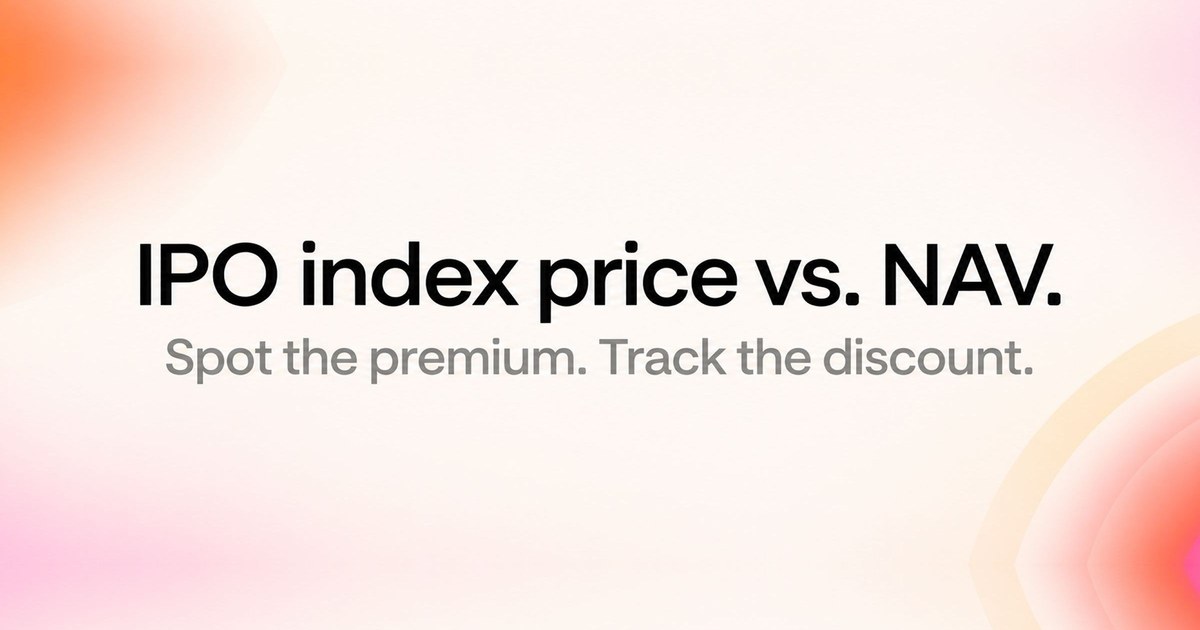 IPO index price vs. NAV.
Spot the premium. Track the discount.